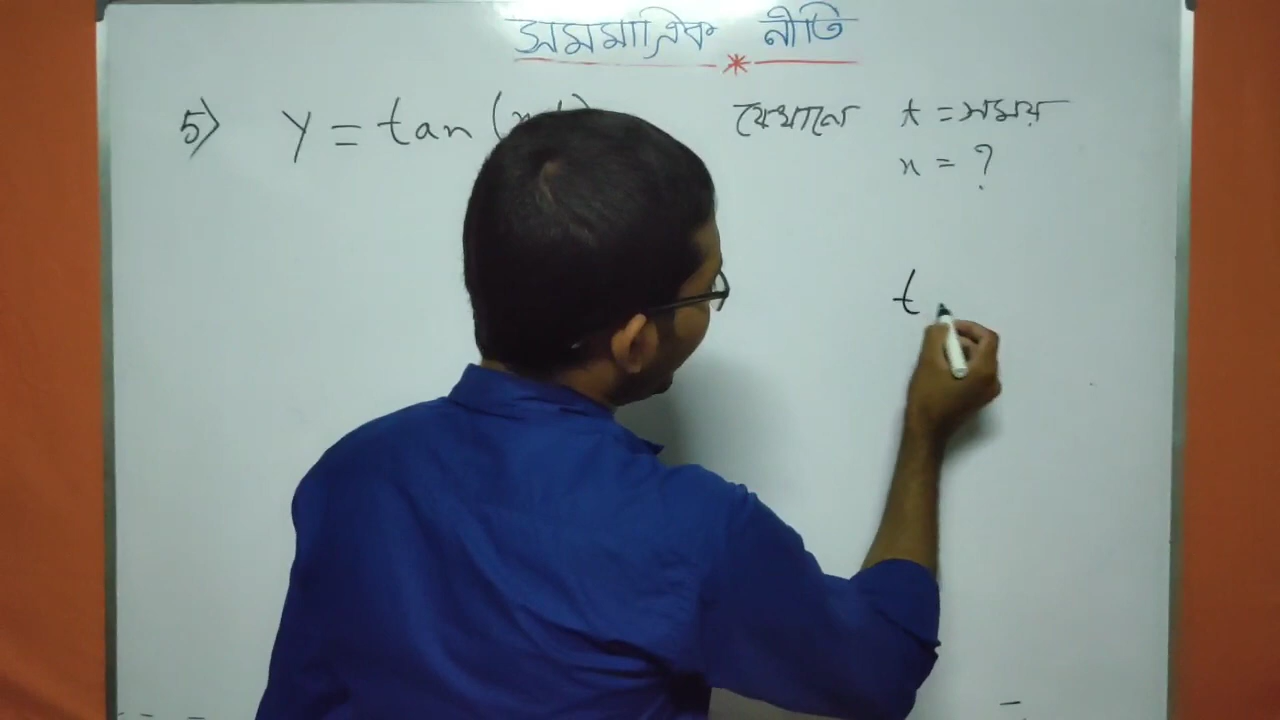 সমমাত্রিক নীতি
5) y = tan (
যেখানে t = সময়
x = ?
t